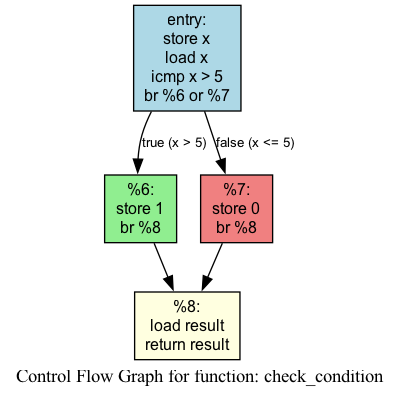 entry:
store x
load x
icmp x > 5
br %6 or %7
true (x > 5)
false (x <= 5)
%6:
store 1
br %8
%7:
store 0
br %8
%8:
load result
return result
Control Flow Graph for function: check_condition